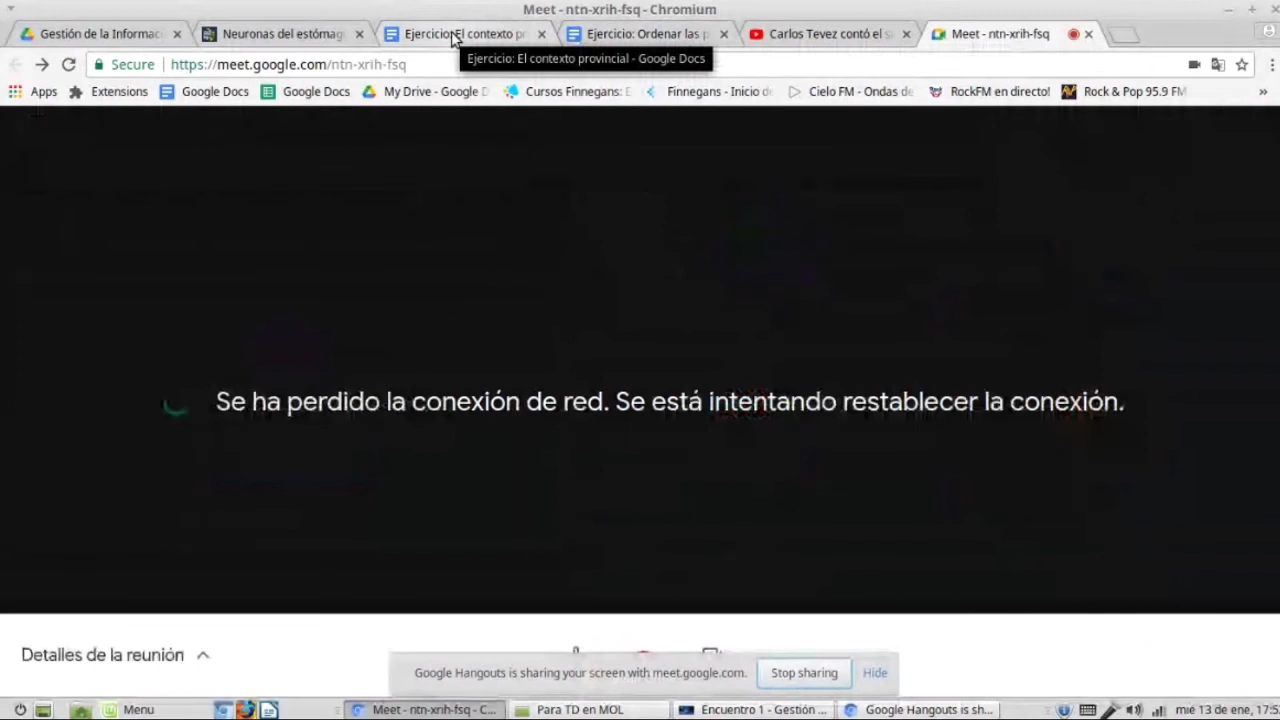 Meet - ntn-xrih-fsq - Chromium
Gestión de la Informac
Neuronas del estómag
Ejercicio: El contexto pr
Ejercicio: Ordenar las p
Carlos Tevez contó el s
Meet - ntn-xrih-fsq
Ejercicio: El contexto provincial - Google Docs
Secure
https://meet.google.com/ntn-xrih-fsq
Apps
Extensions
Google Docs
Google Docs
My Drive - Google D
Cursos Finnegans: E
Finnegans - Inicio d
Cielo FM - Ondas de
RockFM en directo!
Rock & Pop 95.9 FM
»
Se ha perdido la conexión de red. Se está intentando restablecer la conexión.
Detalles de la reunión
Google Hangouts is sharing your screen with meet.google.com.
Stop sharing
Hide
Menu
Meet - ntn-xrih-fsq - C...
Para TD en MOL
Encuentro 1 - Gestión ...
Google Hangouts is sh...
mié 13 de ene, 17:5